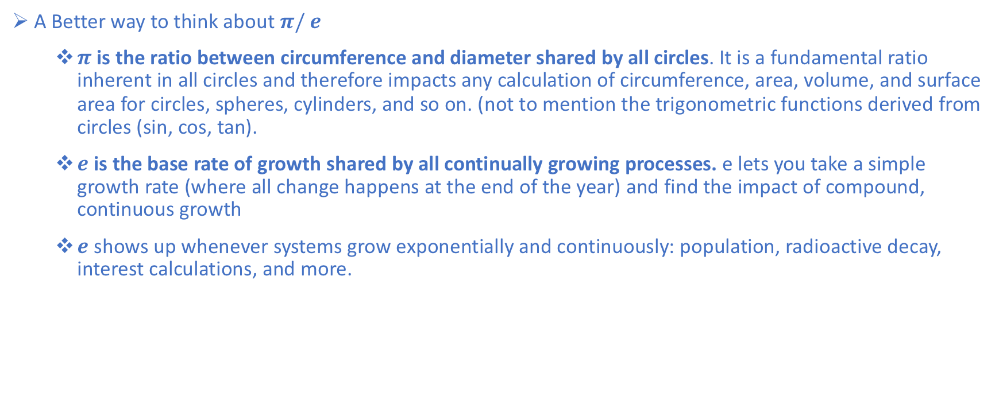 ➢ A Better way to think about π/ e
❖ π is the ratio between circumference and diameter shared by all circles. It is a fundamental ratio
inherent in all circles and therefore impacts any calculation of circumference, area, volume, and surface
area for circles, spheres, cylinders, and so on. (not to mention the trigonometric functions derived from
circles (sin, cos, tan).
❖ e is the base rate of growth shared by all continually growing processes. e lets you take a simple
growth rate (where all change happens at the end of the year) and find the impact of compound,
continuous growth
❖ e shows up whenever systems grow exponentially and continuously: population, radioactive decay,
interest calculations, and more.